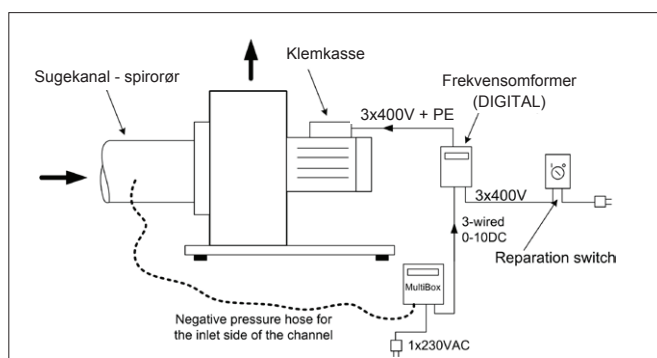 Klemkasse
Sugekanal - spirorør
Frekvensomformer
(DIGITAL)
3x400V + PE
3x400V
I O
3-wired
0-10DC
Reparation switch
MultiBox
Negative pressure hose for
the inlet side of the channel
1x230VAC